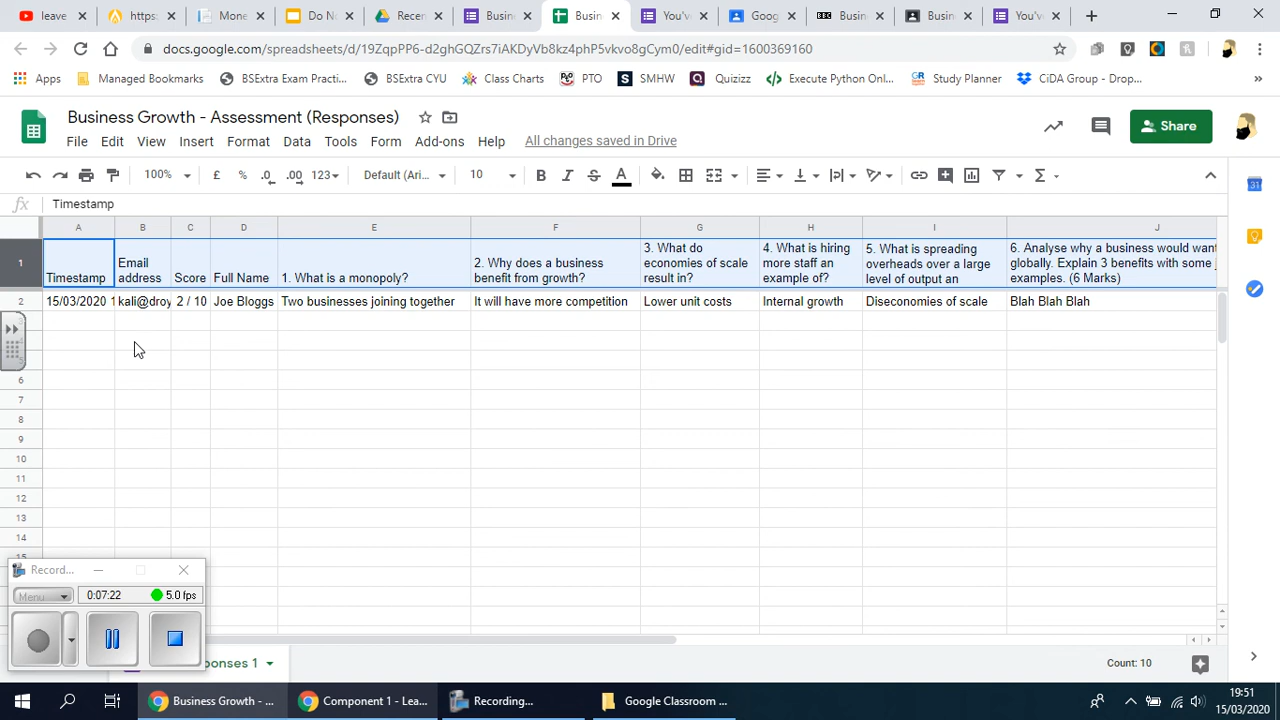 leave
https:
Mone
Do No
Recen
Busine
Busin
You've
Goog
Busin
Busin
You've
docs.google.com/spreadsheets/d/19ZqpPP6-d2ghGQZrs7iAKDyVb8kz4phP5vkvo8gCym0/edit#gid=1600369160
Apps Managed Bookmarks BSExtra Exam Practi... BSExtra CYU Class Charts PTO SMHW Quizizz Execute Python Onl... Study Planner CiDA Group - Drop...
Business Growth - Assessment (Responses)
File Edit View Insert Format Data Tools Form Add-ons Help All changes saved in Drive
Share
100% £ % .0 .00 123 Default (Ari... 10 B I S A
fx Timestamp
A B C D E F G H I J
1
Timestamp
Email
address
Score
Full Name
1. What is a monopoly?
2. Why does a business
benefit from growth?
3. What do
economies of scale
result in?
4. What is hiring
more staff an
example of?
5. What is spreading
overheads over a large
level of output an
6. Analyse why a business would want
globally. Explain 3 benefits with some
examples. (6 Marks)
2 15/03/2020 1 kali@droy 2 / 10 Joe Bloggs Two businesses joining together It will have more competition Lower unit costs Internal growth Diseconomies of scale Blah Blah Blah
6
7
8
9
10
11
12
13
14
15
Record...
Menu 0:07:22 5.0 fps
ponses 1
Count: 10
31
Business Growth - ...
Component 1 - Lea...
Recording...
Google Classroom ...
19:51
15/03/2020